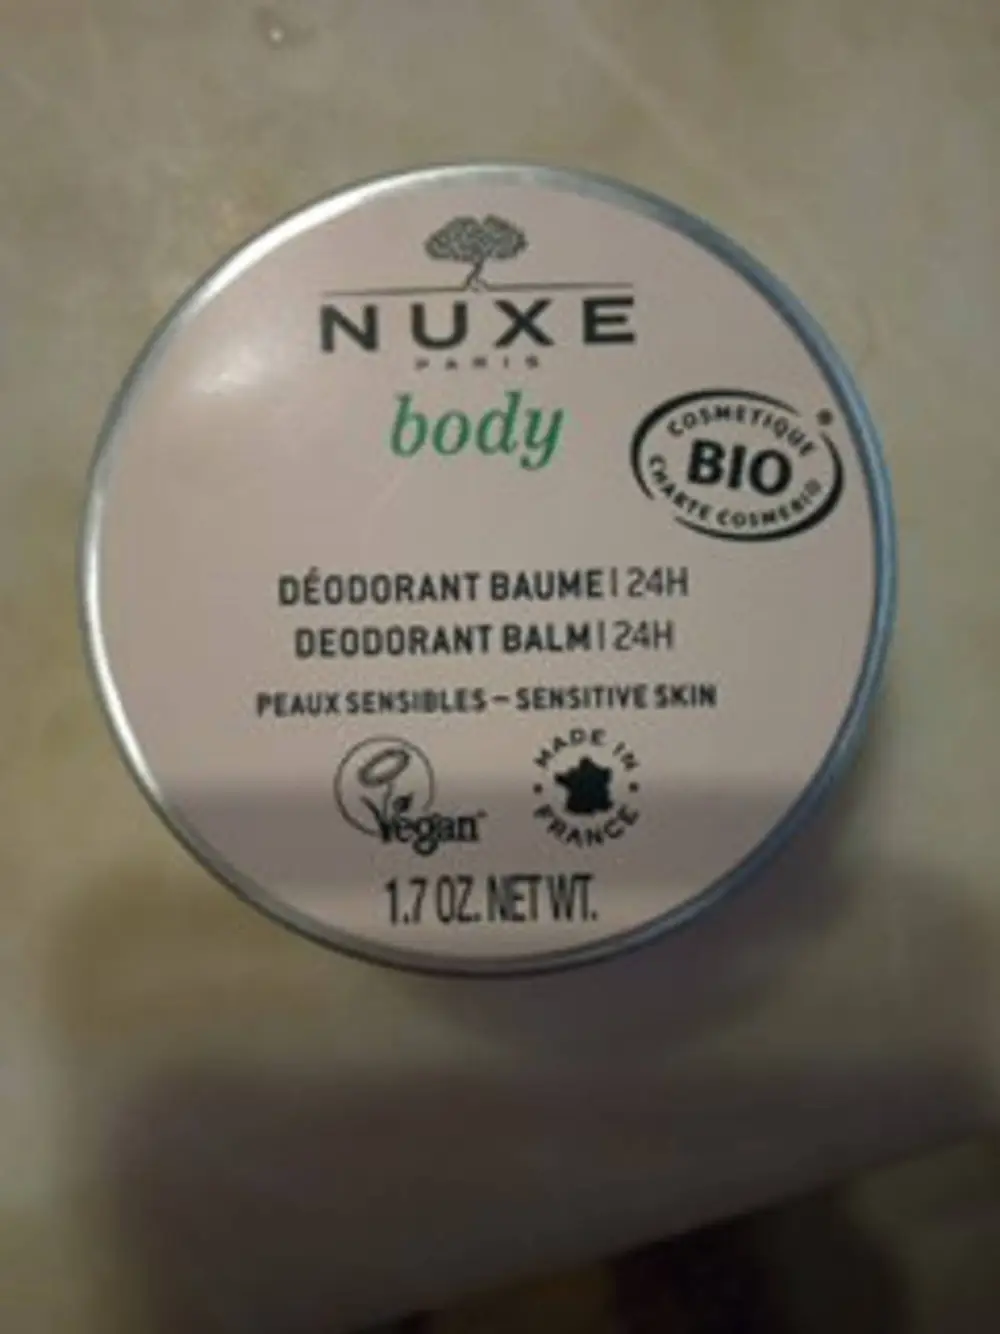 NUXE
PARIS
body
COSMETIQUE
BIO
CHARTE COSMEBIO
®
DÉODORANT BAUME | 24H
DEODORANT BALM | 24H
PEAUX SENSIBLES – SENSITIVE SKIN
Vegan™
MADE IN
FRANCE
1.7 OZ. NET WT.